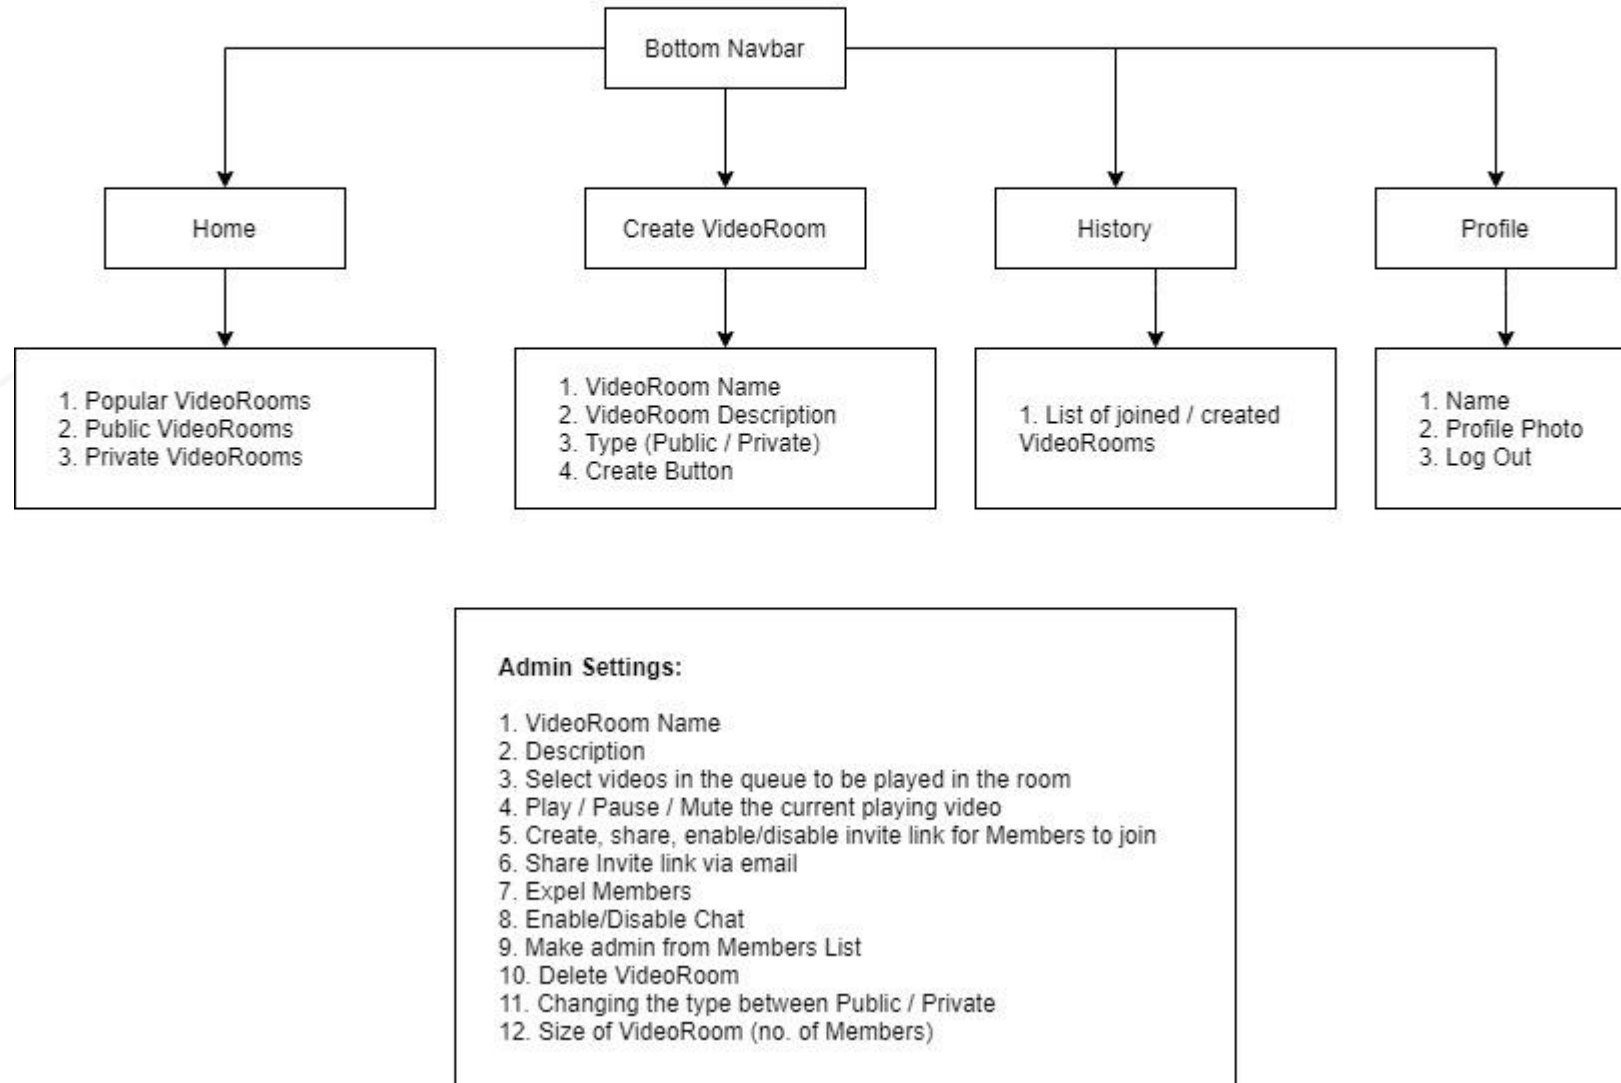 Bottom Navbar
Home
Create VideoRoom
History
Profile
1. Popular VideoRooms
2. Public VideoRooms
3. Private VideoRooms
1. VideoRoom Name
2. VideoRoom Description
3. Type (Public / Private)
4. Create Button
1. List of joined / created
VideoRooms
1. Name
2. Profile Photo
3. Log Out
Admin Settings:
1. VideoRoom Name
2. Description
3. Select videos in the queue to be played in the room
4. Play / Pause / Mute the current playing video
5. Create, share, enable/disable invite link for Members to join
6. Share Invite link via email
7. Expel Members
8. Enable/Disable Chat
9. Make admin from Members List
10. Delete VideoRoom
11. Changing the type between Public / Private
12. Size of VideoRoom (no. of Members)